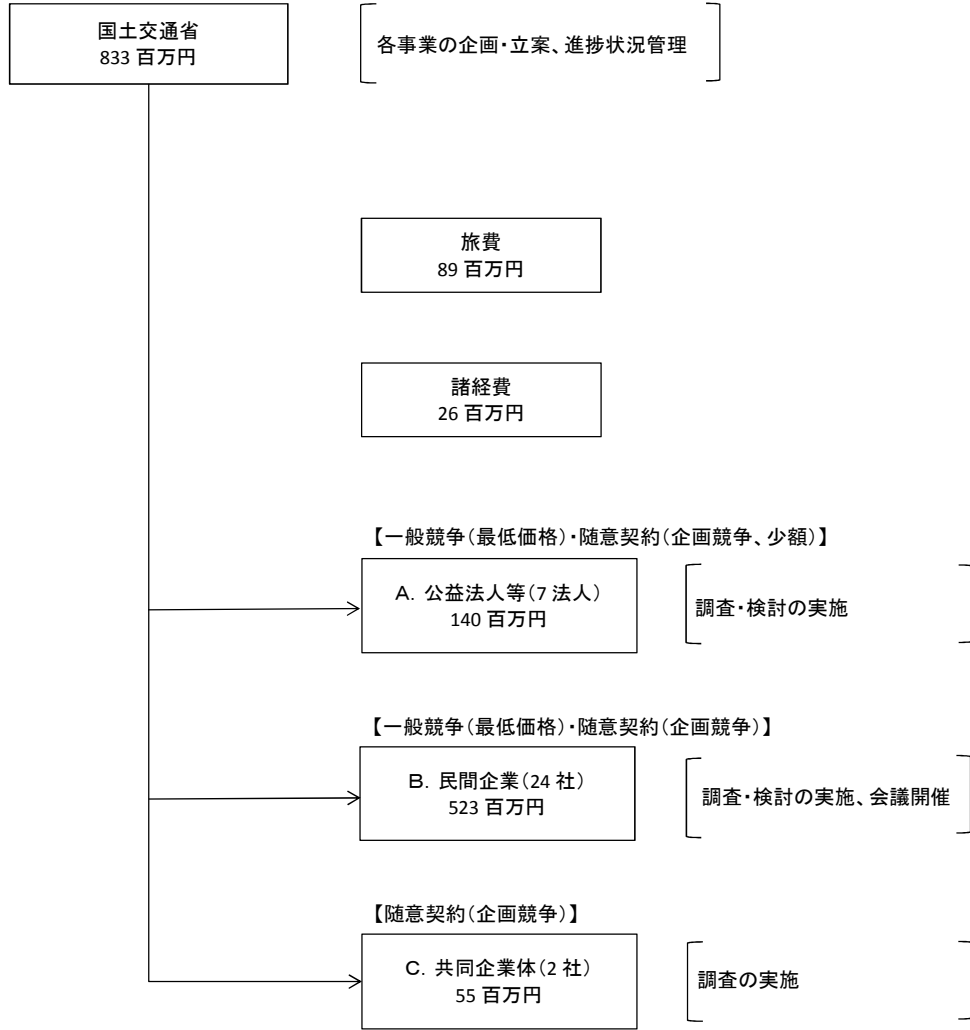 国土交通省
833 百万円
各事業の企画・立案、進捗状況管理
旅費
89 百万円
諸経費
26 百万円
【一般競争(最低価格)・随意契約(企画競争、少額)】
A. 公益法人等(7 法人)
140 百万円
調査・検討の実施
【一般競争(最低価格)・随意契約(企画競争)】
B. 民間企業(24 社)
523 百万円
調査・検討の実施、会議開催
【随意契約(企画競争)】
C. 共同企業体(2 社)
55 百万円
調査の実施